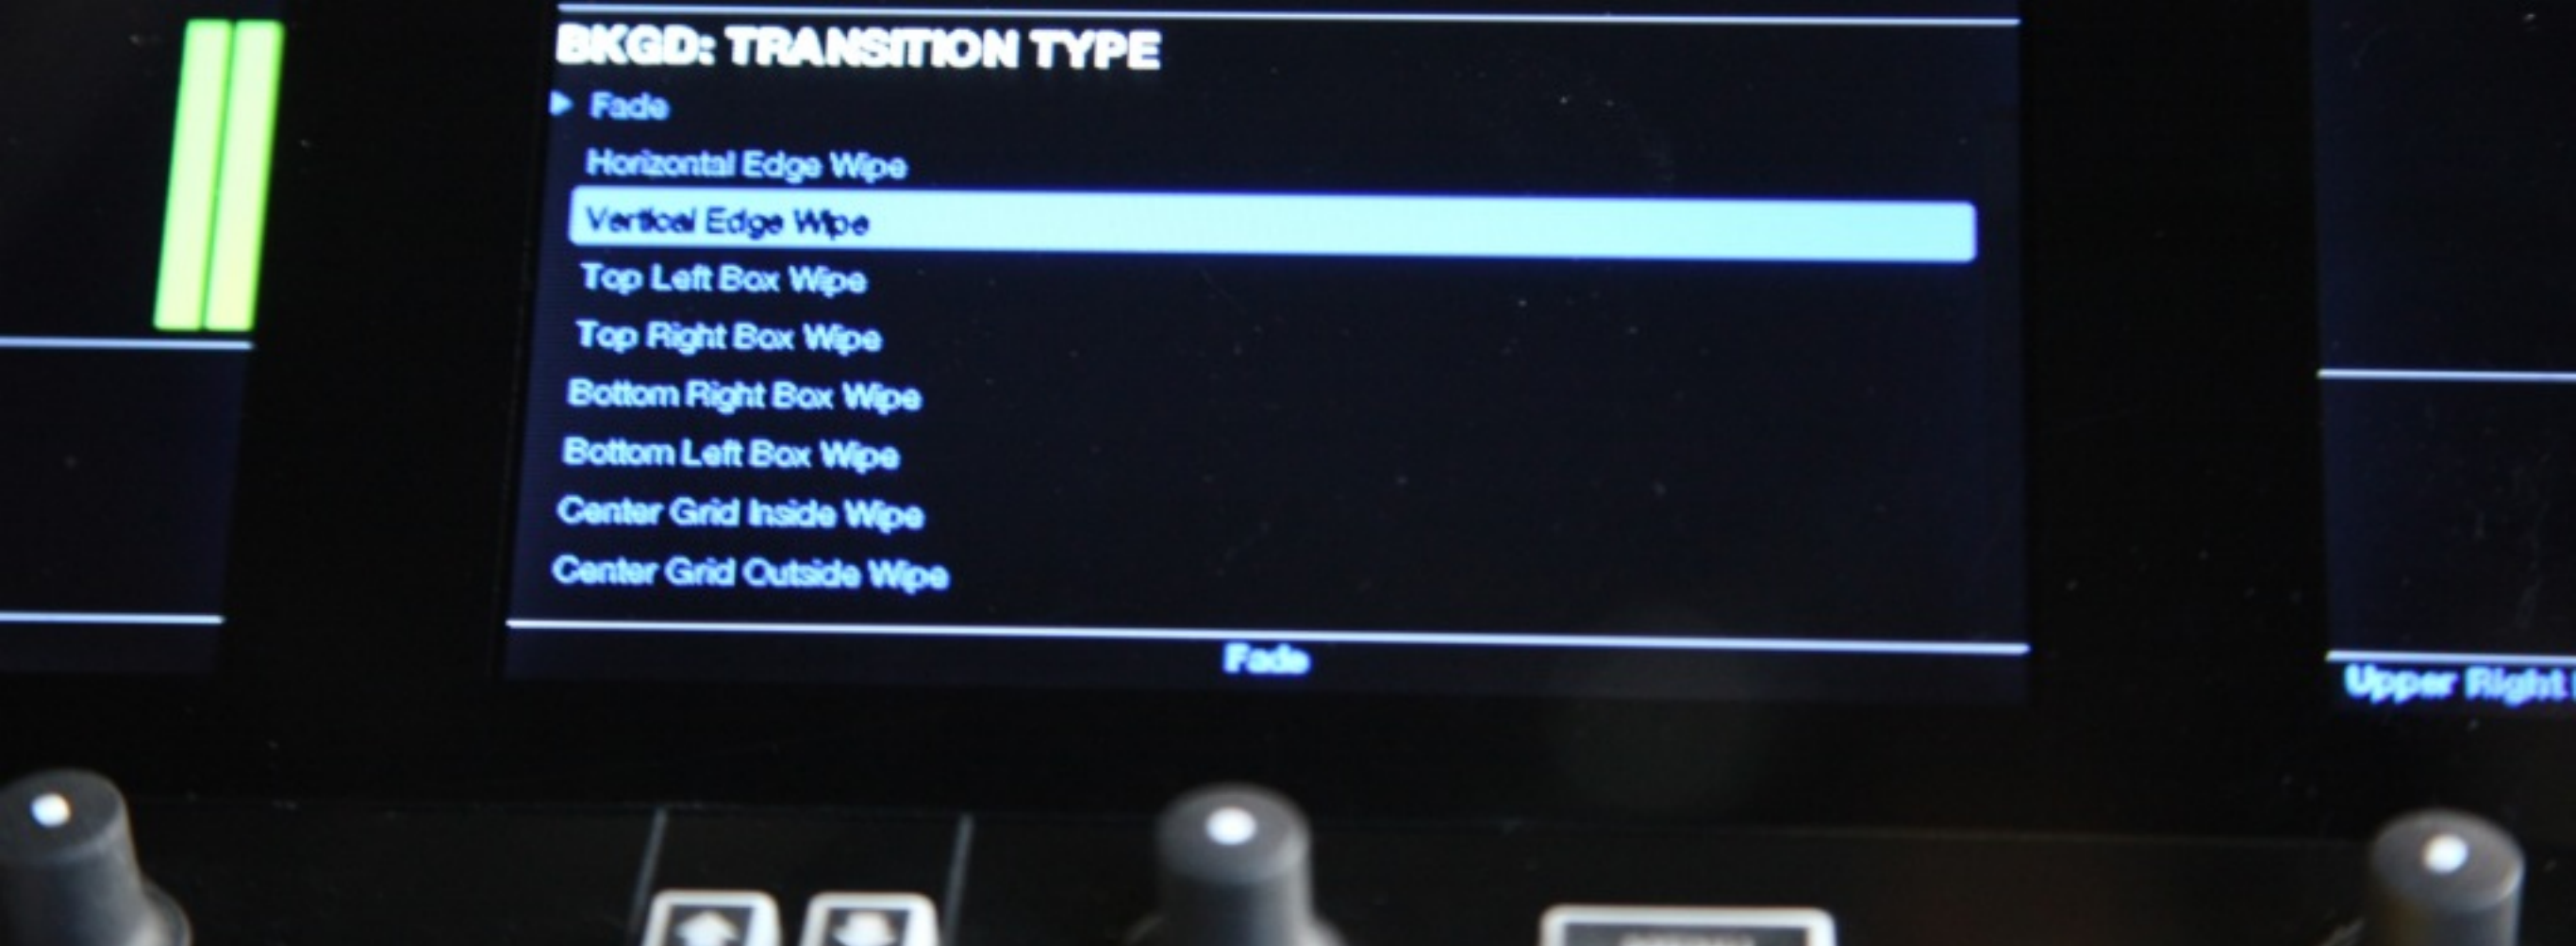 BKGD: TRANSITION TYPE
Fade
Horizontal Edge Wipe
Vertical Edge Wipe
Top Left Box Wipe
Top Right Box Wipe
Bottom Right Box Wipe
Bottom Left Box Wipe
Center Grid Inside Wipe
Center Grid Outside Wipe
Fade
Upper Right